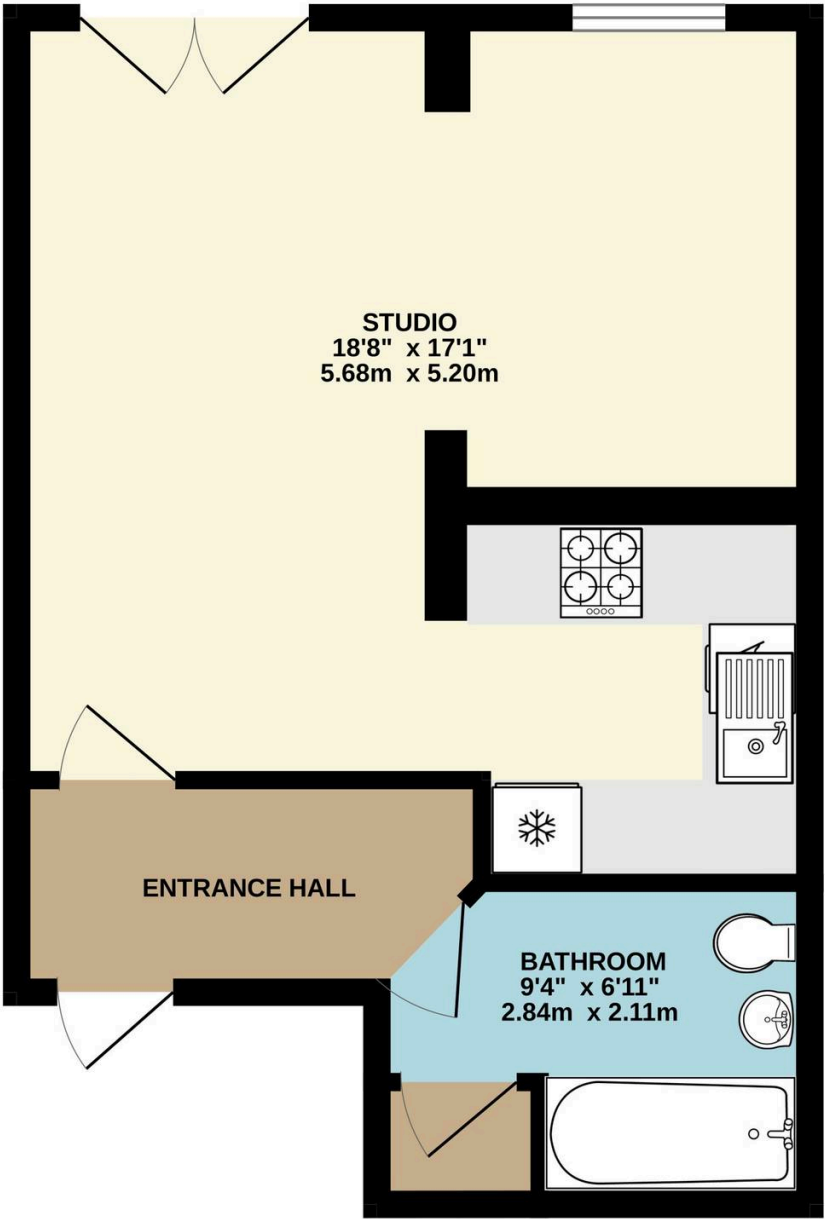 STUDIO
18'8" x 17'1"
5.68m x 5.20m
ENTRANCE HALL
BATHROOM
9'4" x 6'11"
2.84m x 2.11m